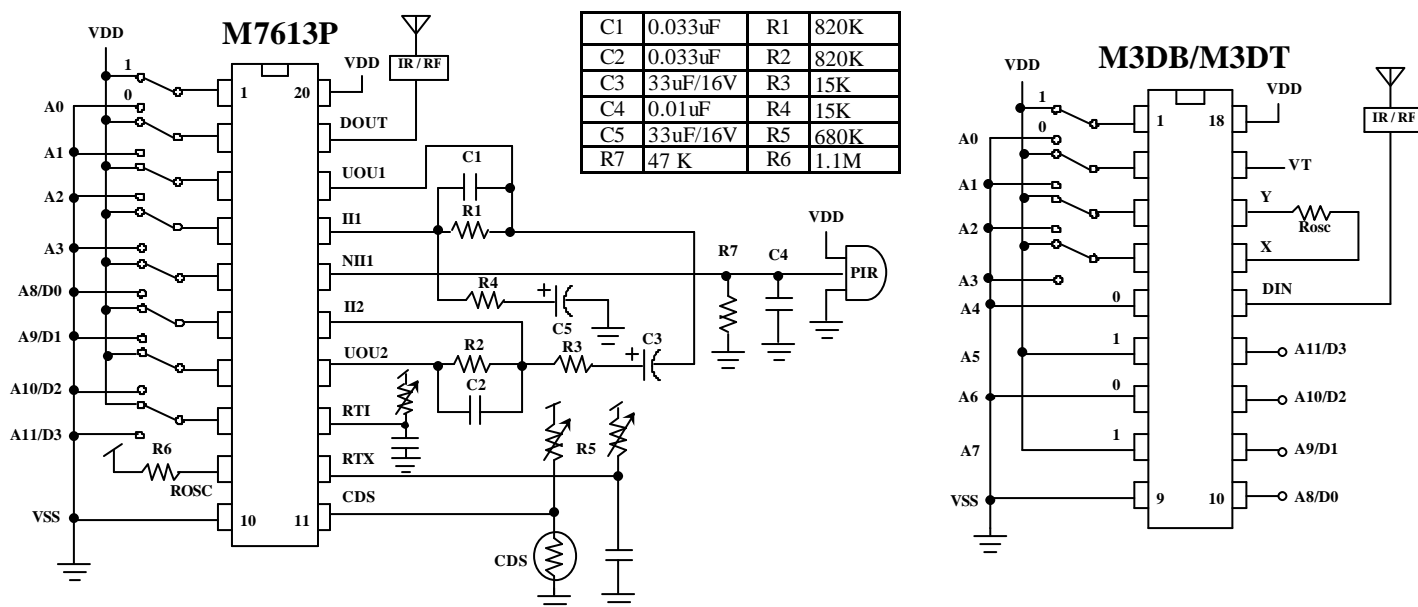 M7613P
VDD
1
0
A0
A1
A2
A3
A8/D0
A9/D1
A10/D2
A11/D3
R6
ROSC
VSS
1
20
10
11
VDD
IR / RF
DOUT
UOU1
II1
NII1
II2
UOU2
RTI
RTX
CDS
C1
R1
R4
C5
+
R2
C2
R3
+
C3
R5
CDS
R7
C4
VDD
PIR
C1 0.033uF R1 820K
C2 0.033uF R2 820K
C3 33uF/16V R3 15K
C4 0.01uF R4 15K
C5 33uF/16V R5 680K
R7 47 K R6 1.1M
M3DB/M3DT
VDD
1
0
A0
A1
A2
A3
A4
0
A5
1
A6
0
A7
1
VSS
1
18
9
10
VDD
IR / RF
VT
Y
Rosc
X
DIN
A11/D3
A10/D2
A9/D1
A8/D0